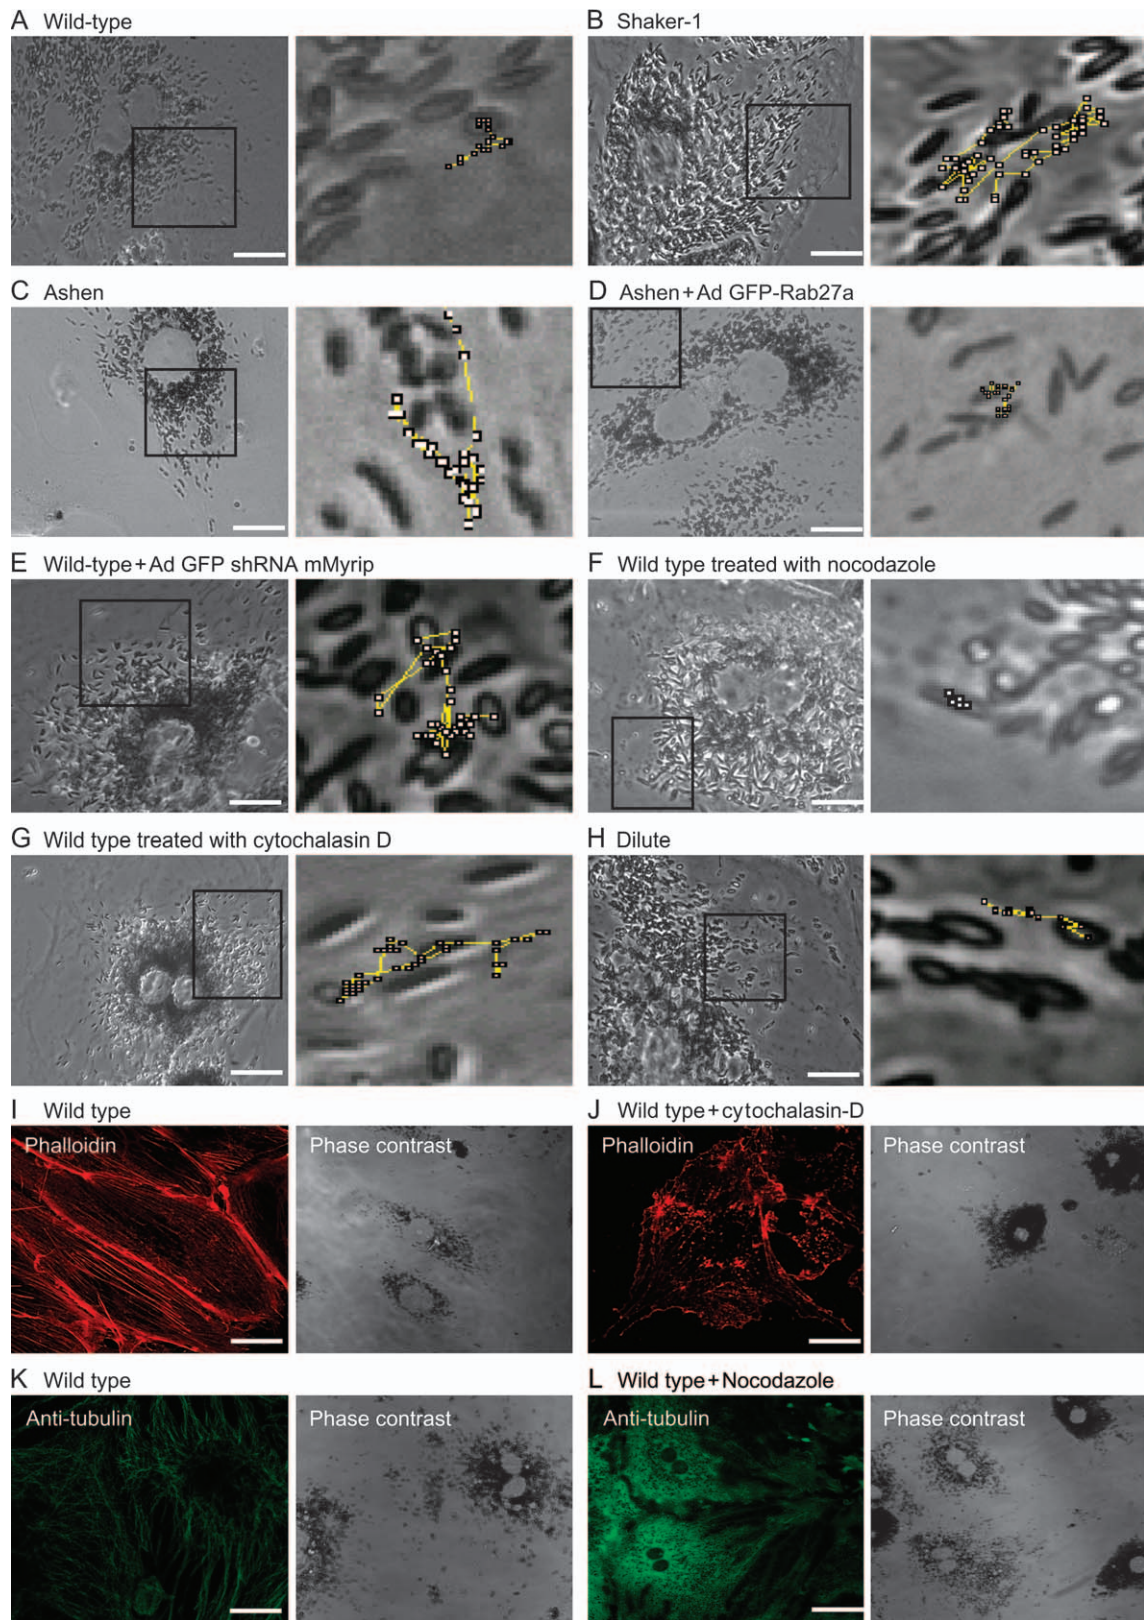 A Wild-type
B Shaker-1
C Ashen
D Ashen+Ad GFP-Rab27a
E Wild-type+Ad GFP shRNA mMyrip
F Wild type treated with nocodazole
G Wild type treated with cytochalasin D
H Dilute
I Wild type
J Wild type+cytochalasin-D
Phalloidin
Phase contrast
Phalloidin
Phase contrast
K Wild type
L Wild type+Nocodazole
Anti-tubulin
Phase contrast
Anti-tubulin
Phase contrast